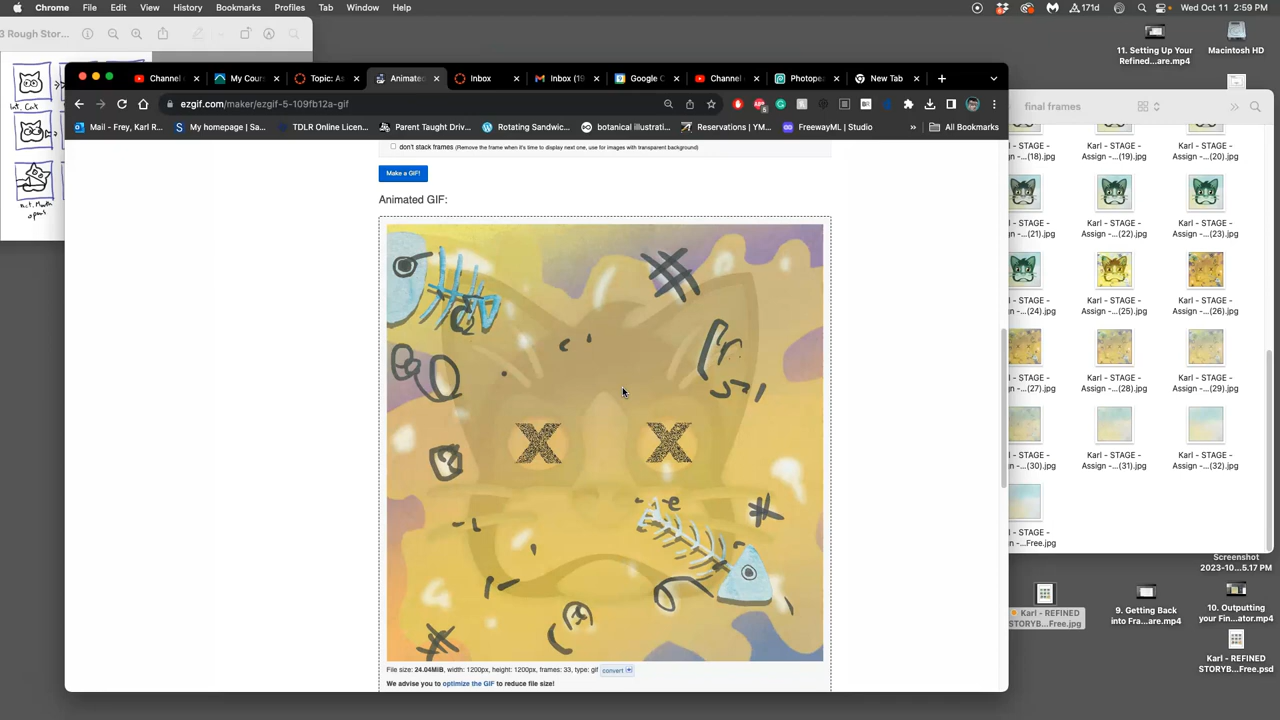 Chrome File Edit View History Bookmarks Profiles Tab Window Help
171d Wed Oct 11 2:59 PM
3 Rough Stor...
11. Setting Up Your Refined...are.mp4
Macintosh HD
Channel
My Cours
Topic: As
Animated
Inbox
Inbox (19
Google C
Channel
Photopea
New Tab
ezgif.com/maker/ezgif-5-109fb12a-gif
Mail - Frey, Karl R...
My homepage | Sa...
TDLR Online Licen...
Parent Taught Driv...
Rotating Sandwic...
botanical illustrati...
Reservations | YM...
FreewayML | Studio
»
All Bookmarks
final frames
don't stack frames (Remove the frame when it's time to display next one, use for images with transparent background)
Make a GIF!
Animated GIF:
X X
File size: 24.04MiB, width: 1200px, height: 1200px, frames: 33, type: gif
convert
We advise you to optimize the GIF to reduce file size!
Int. Cat
Int. Mouth
open
Karl - STAGE - Assign -...(18).jpg
Karl - STAGE - Assign -...(19).jpg
Karl - STAGE - Assign -...(20).jpg
Karl - STAGE - Assign -...(21).jpg
Karl - STAGE - Assign -...(22).jpg
Karl - STAGE - Assign -...(23).jpg
Karl - STAGE - Assign -...(24).jpg
Karl - STAGE - Assign -...(25).jpg
Karl - STAGE - Assign -...(26).jpg
Karl - STAGE - Assign -...(27).jpg
Karl - STAGE - Assign -...(28).jpg
Karl - STAGE - Assign -...(29).jpg
Karl - STAGE - Assign -...(30).jpg
Karl - STAGE - Assign -...(31).jpg
Karl - STAGE - Assign -...(32).jpg
Karl - STAGE - Assign -...Free.jpg
Screenshot
2023-10...5.17 PM
Karl - REFINED STORYB...Free.jpg
9. Getting Back into Fra...are.mp4
10. Outputting your Fin...ator.mp4
Karl - REFINED STORYB...Free.psd